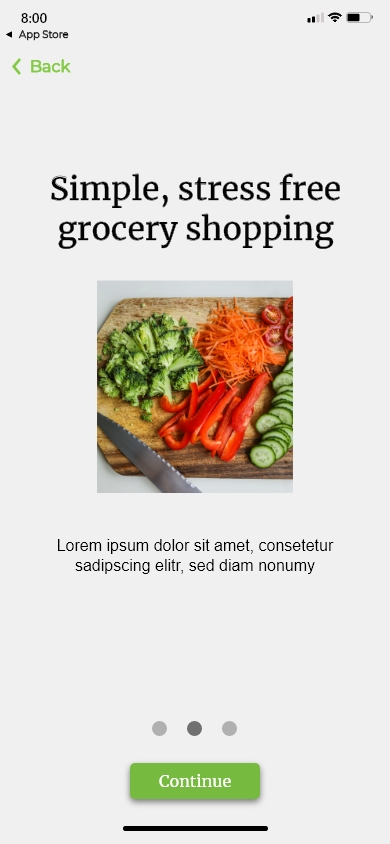 8:00
App Store
Back
Simple, stress free
grocery shopping
Lorem ipsum dolor sit amet, consetetur
sadipscing elitr, sed diam nonumy
Continue